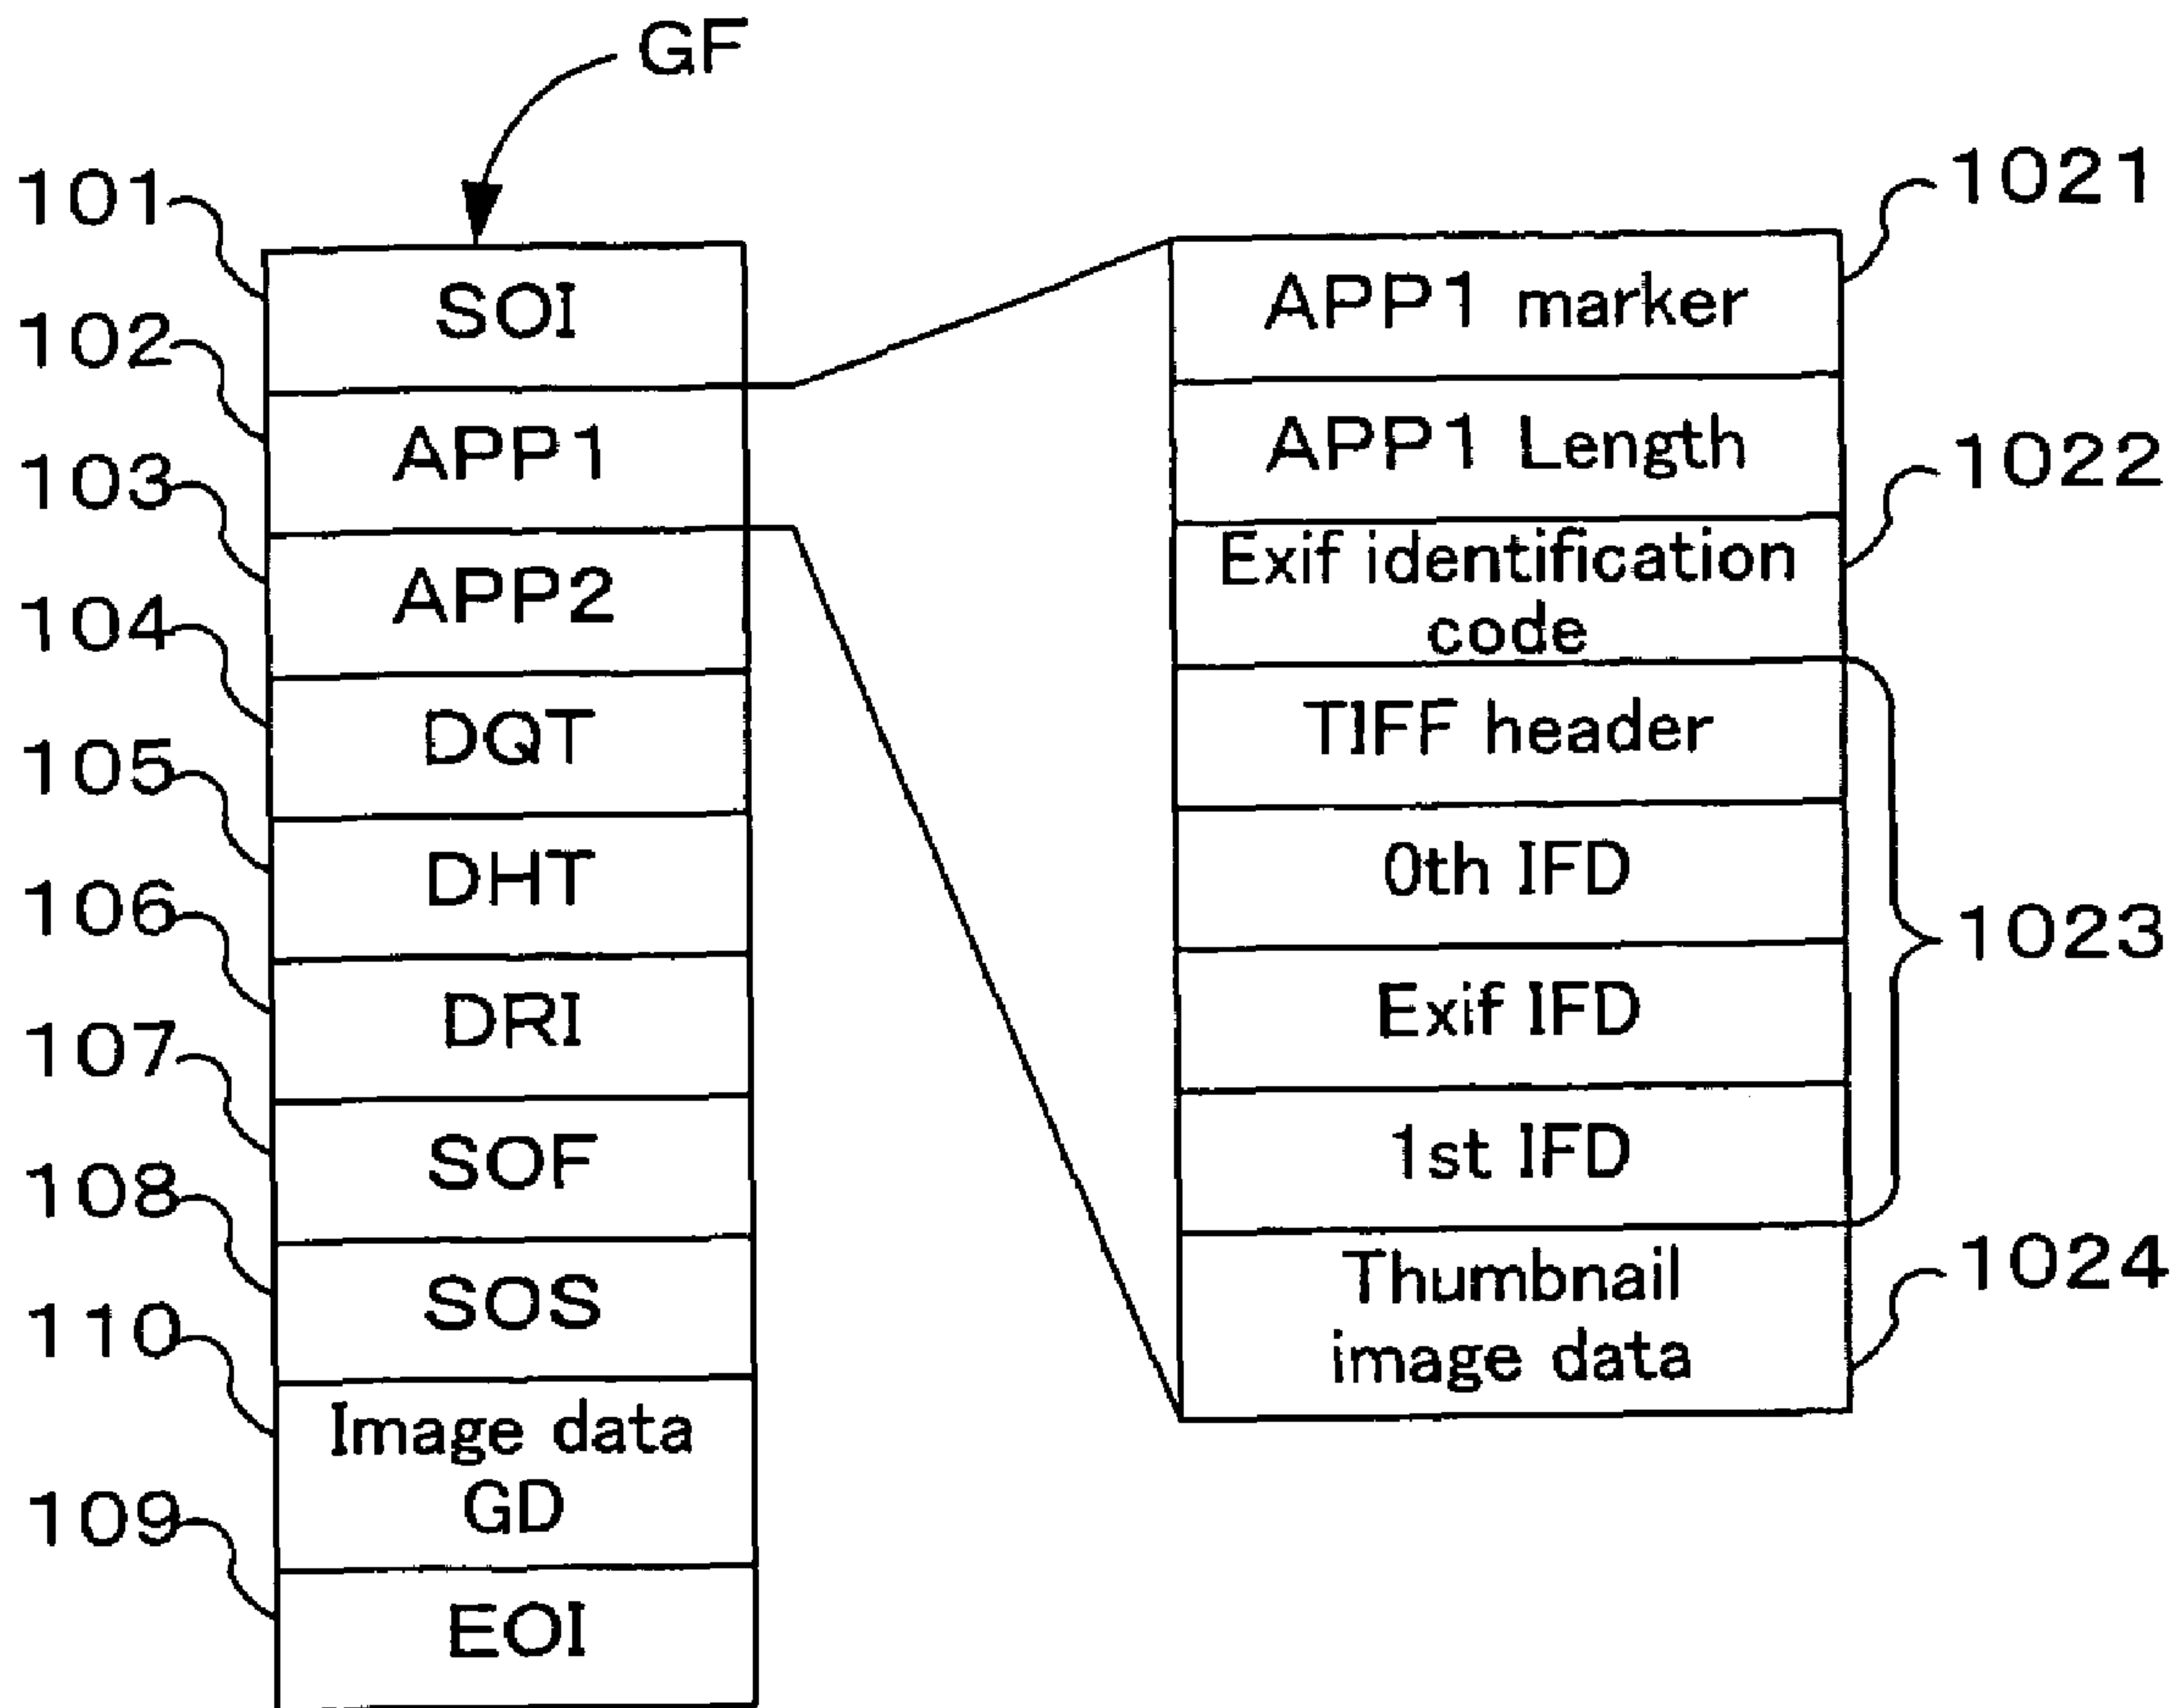 GF
101
SOI
102
APP1
103
APP2
104
DQT
105
DHT
106
DRI
107
SOF
108
SOS
110
Image data
GD
109
EOI
1021
APP1 marker
APP1 Length
1022
Exif identification
code
TIFF header
0th IFD
Exif IFD
1st IFD
1023
Thumbnail
image data
1024